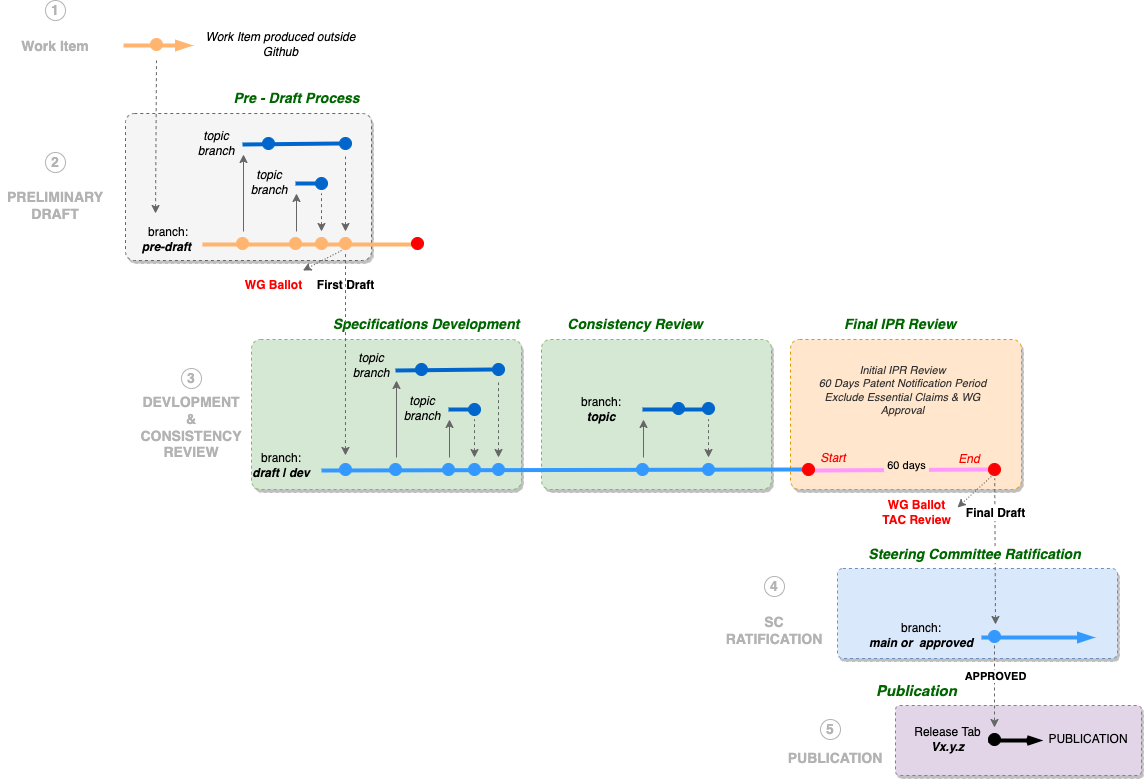 1
Work Item
Work Item produced outside
Github
Pre - Draft Process
topic
branch
2
topic
branch
PRELIMINARY
DRAFT
branch:
pre-draft
WG Ballot
First Draft
Specifications Development
Consistency Review
Final IPR Review
topic
branch
Initial IPR Review
60 Days Patent Notification Period
Exclude Essential Claims & WG
Approval
3
DEVLOPMENT
&
CONSISTENCY
REVIEW
topic
branch
branch:
topic
branch:
draft | dev
Start
60 days
End
WG Ballot
TAC Review
Final Draft
Steering Committee Ratification
4
SC
RATIFICATION
branch:
main or approved
APPROVED
Publication
5
PUBLICATION
Release Tab
Vx.y.z
PUBLICATION